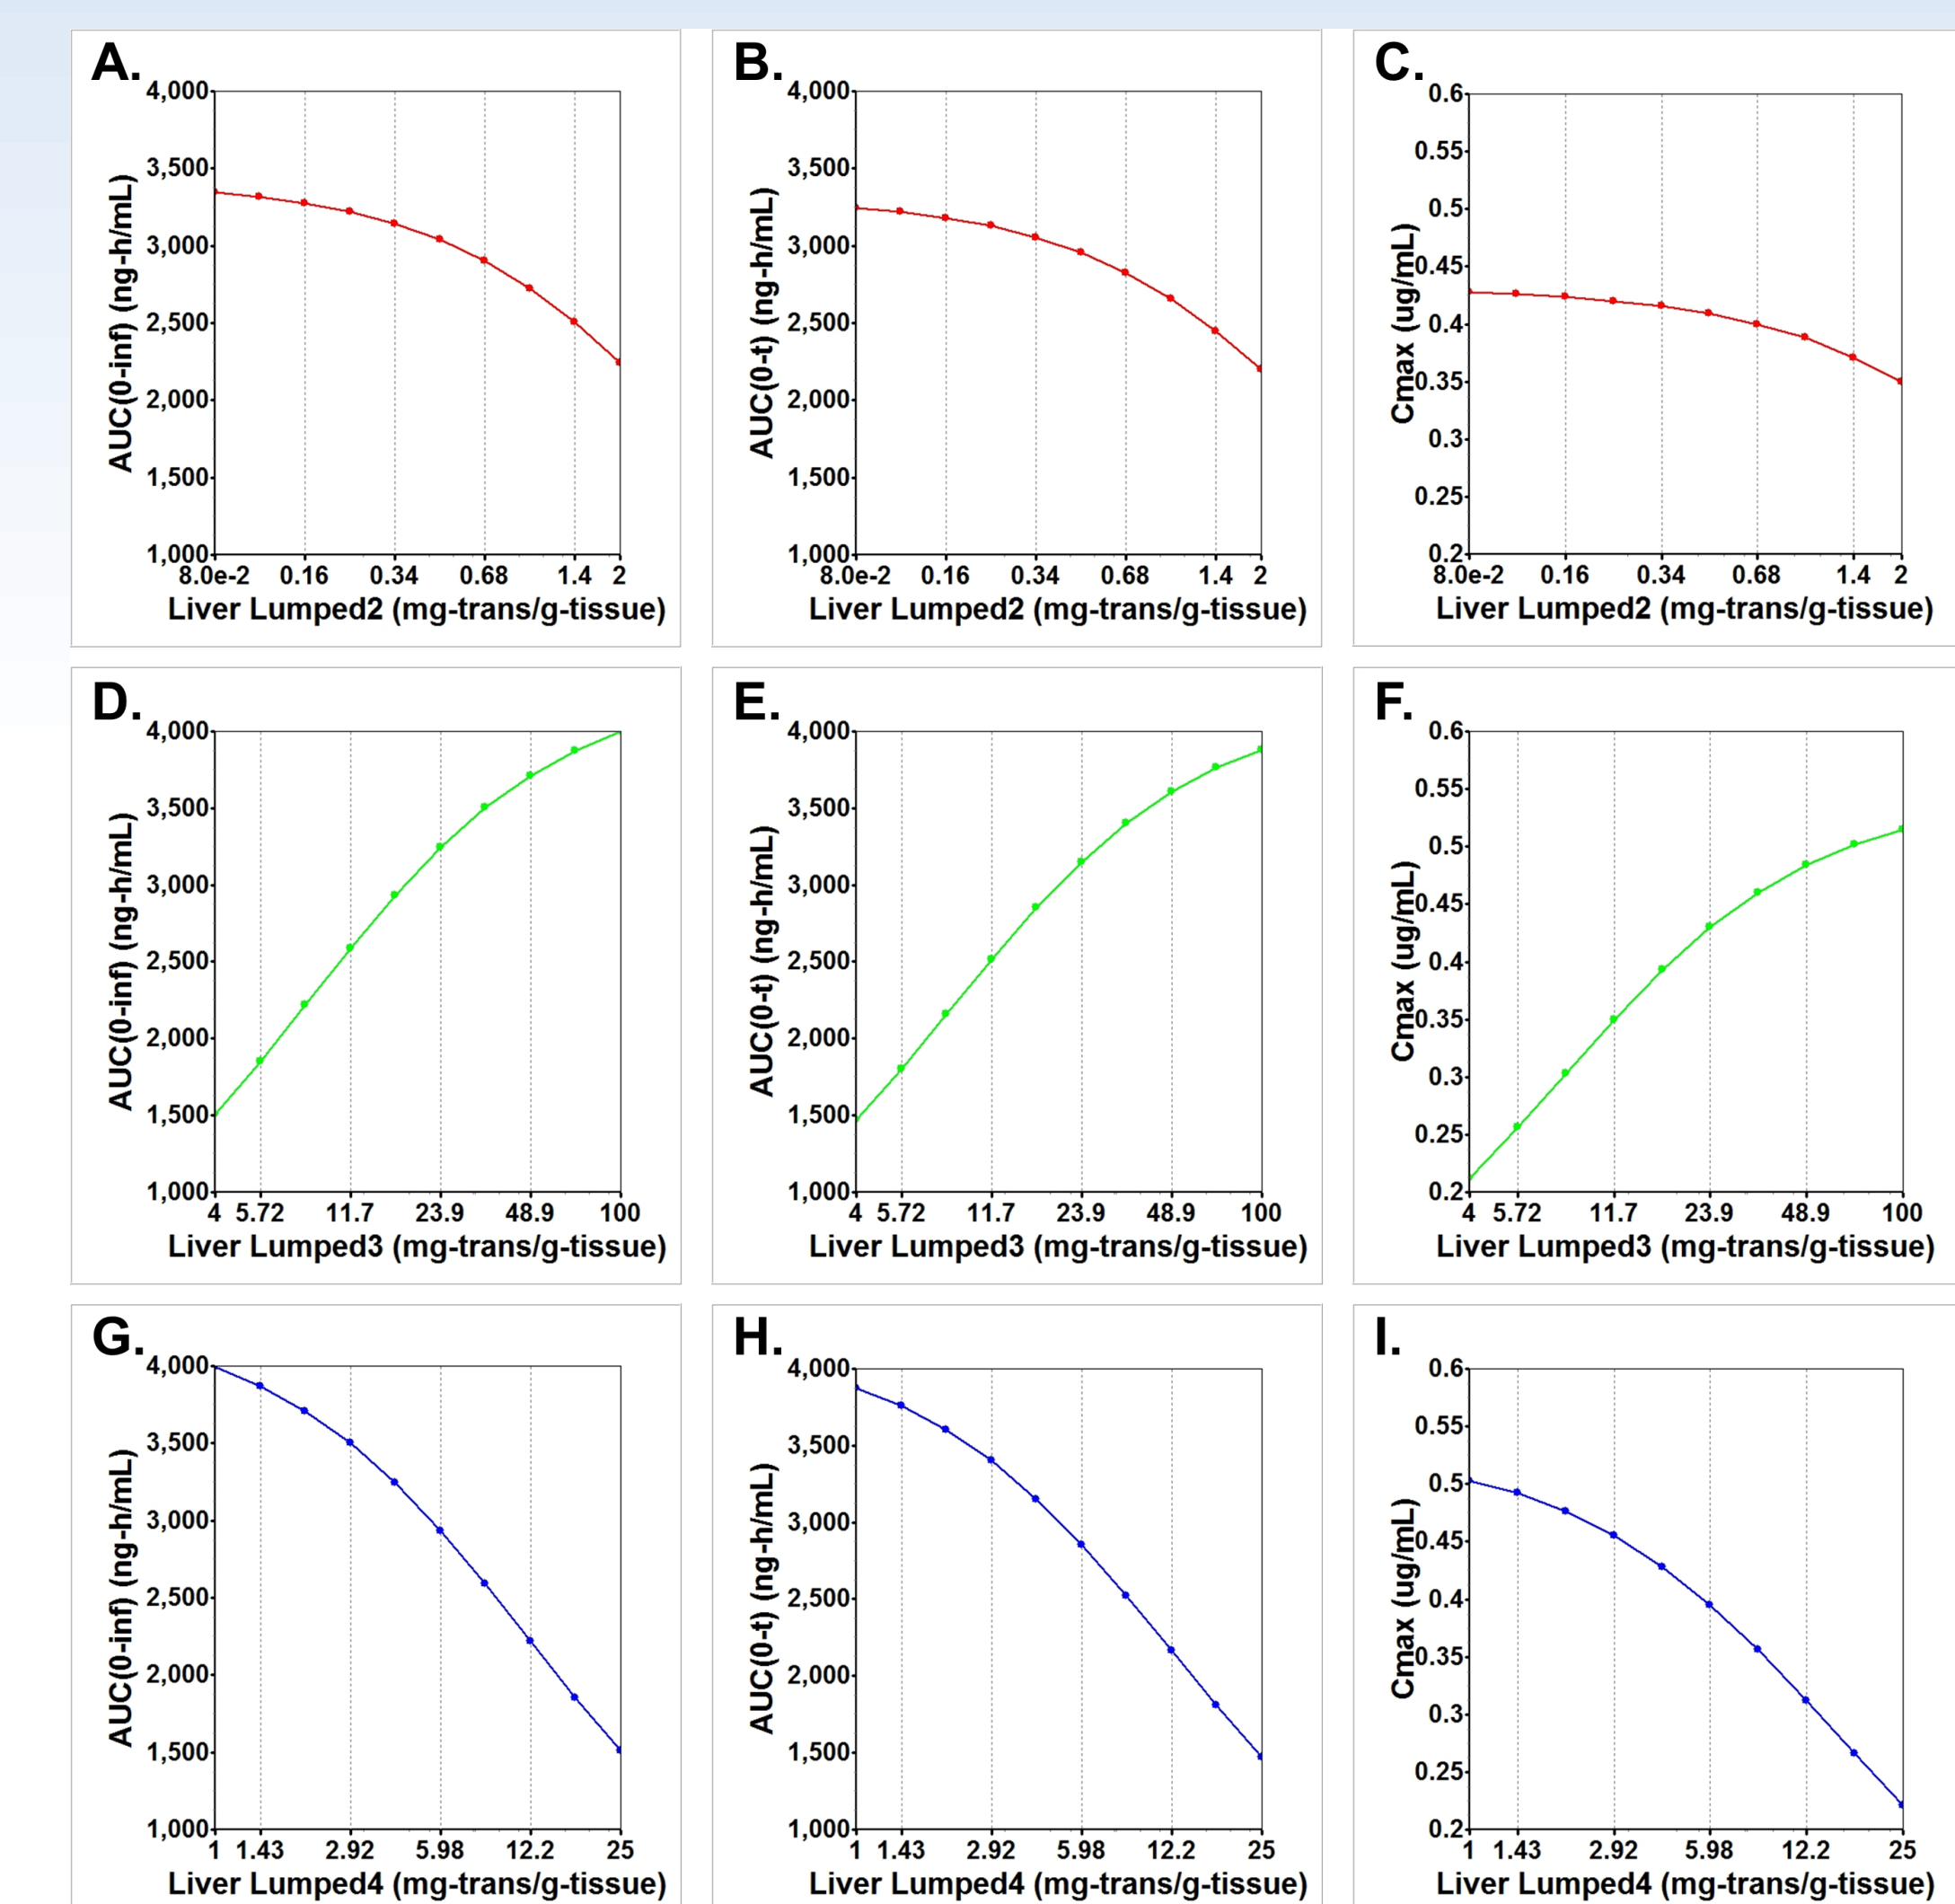 A.
AUC(0-inf) (ng-h/mL)
4,000
3,500
3,000
2,500
2,000
1,500
1,000
8.0e-2 0.16 0.34 0.68 1.4 2
Liver Lumped2 (mg-trans/g-tissue)
B.
AUC(0-t) (ng-h/mL)
4,000
3,500
3,000
2,500
2,000
1,500
1,000
8.0e-2 0.16 0.34 0.68 1.4 2
Liver Lumped2 (mg-trans/g-tissue)
C.
Cmax (ug/mL)
0.6
0.55
0.5
0.45
0.4
0.35
0.3
0.25
0.2
8.0e-2 0.16 0.34 0.68 1.4 2
Liver Lumped2 (mg-trans/g-tissue)
D.
AUC(0-inf) (ng-h/mL)
4,000
3,500
3,000
2,500
2,000
1,500
1,000
4 5.72 11.7 23.9 48.9 100
Liver Lumped3 (mg-trans/g-tissue)
E.
AUC(0-t) (ng-h/mL)
4,000
3,500
3,000
2,500
2,000
1,500
1,000
4 5.72 11.7 23.9 48.9 100
Liver Lumped3 (mg-trans/g-tissue)
F.
Cmax (ug/mL)
0.6
0.55
0.5
0.45
0.4
0.35
0.3
0.25
0.2
4 5.72 11.7 23.9 48.9 100
Liver Lumped3 (mg-trans/g-tissue)
G.
AUC(0-inf) (ng-h/mL)
4,000
3,500
3,000
2,500
2,000
1,500
1,000
1 1.43 2.92 5.98 12.2 25
Liver Lumped4 (mg-trans/g-tissue)
H.
AUC(0-t) (ng-h/mL)
4,000
3,500
3,000
2,500
2,000
1,500
1,000
1 1.43 2.92 5.98 12.2 25
Liver Lumped4 (mg-trans/g-tissue)
I.
Cmax (ug/mL)
0.6
0.55
0.5
0.45
0.4
0.35
0.3
0.25
0.2
1 1.43 2.92 5.98 12.2 25
Liver Lumped4 (mg-trans/g-tissue)